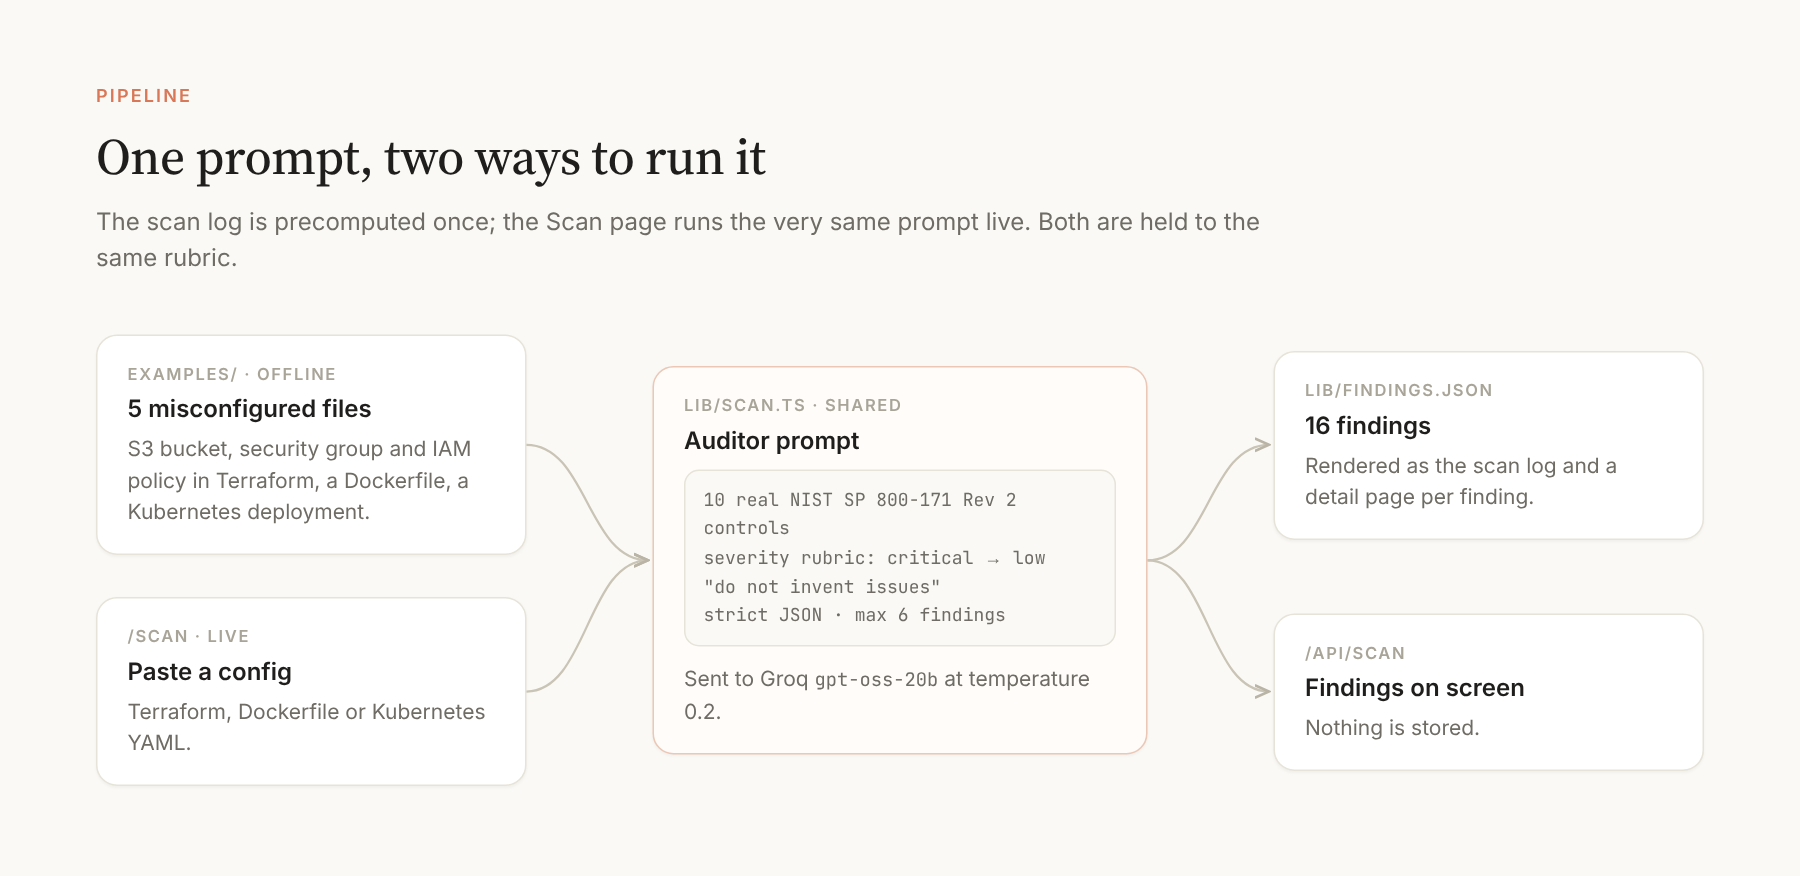 PIPELINE
One prompt, two ways to run it
The scan log is precomputed once; the Scan page runs the very same prompt live. Both are held to the
same rubric.
EXAMPLES/ · OFFLINE
5 misconfigured files
S3 bucket, security group and IAM
policy in Terraform, a Dockerfile, a
Kubernetes deployment.
/SCAN · LIVE
Paste a config
Terraform, Dockerfile or Kubernetes
YAML.
LIB/SCAN.TS · SHARED
Auditor prompt
10 real NIST SP 800-171 Rev 2
controls
severity rubric: critical → low
"do not invent issues"
strict JSON · max 6 findings
Sent to Groq gpt-oss-20b at temperature
0.2.
LIB/FINDINGS.JSON
16 findings
Rendered as the scan log and a
detail page per finding.
/API/SCAN
Findings on screen
Nothing is stored.